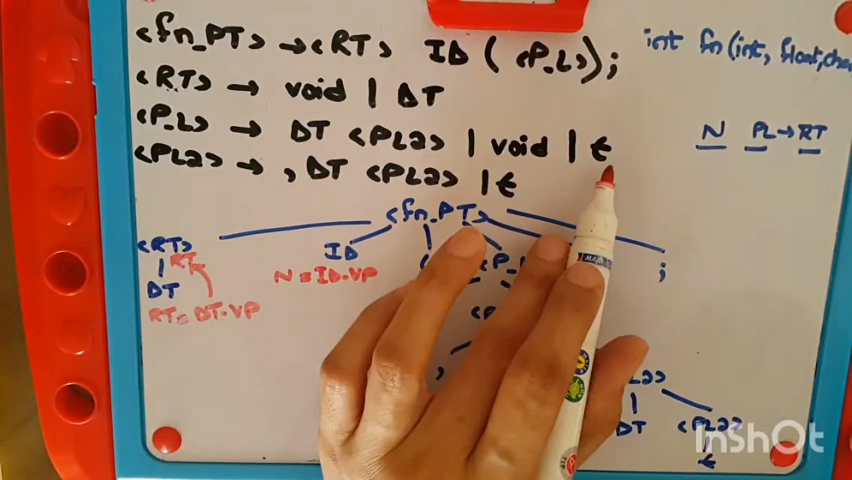 <fn_PT> → <RT> ID ( <P_L>);
int fn(int, float,cha
<RT> → void | DT
<P_L> → DT <PL2> | void | ε
N PL→RT
<PL2> → , DT <PL2> | ε
<fn_PT>
<RT> ID ;
RT N = ID.VP
DT
RT = DT.VP
,
DT <PL2>
ε
InShOt